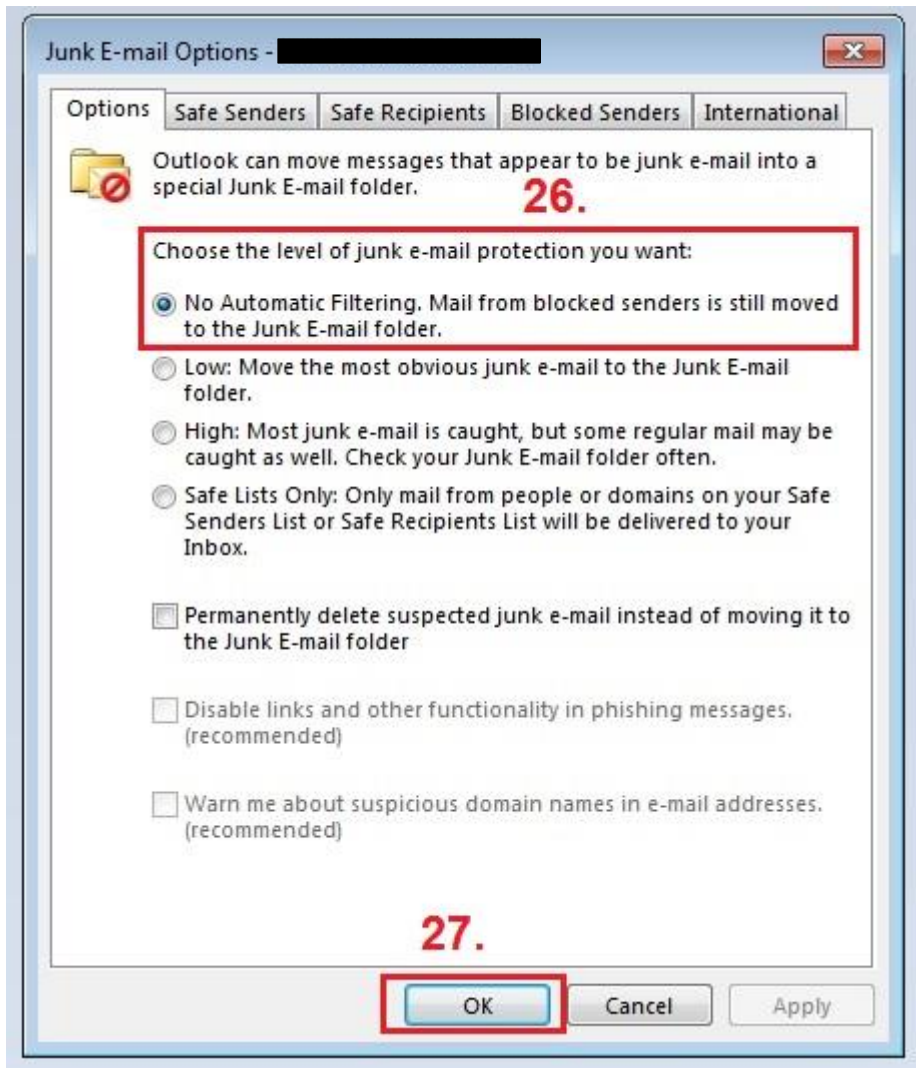 Junk E-mail Options -
Options Safe Senders Safe Recipients Blocked Senders International
Outlook can move messages that appear to be junk e-mail into a
special Junk E-mail folder.
26.
Choose the level of junk e-mail protection you want:
No Automatic Filtering. Mail from blocked senders is still moved
to the Junk E-mail folder.
Low: Move the most obvious junk e-mail to the Junk E-mail
folder.
High: Most junk e-mail is caught, but some regular mail may be
caught as well. Check your Junk E-mail folder often.
Safe Lists Only: Only mail from people or domains on your Safe
Senders List or Safe Recipients List will be delivered to your
Inbox.
Permanently delete suspected junk e-mail instead of moving it to
the Junk E-mail folder
Disable links and other functionality in phishing messages.
(recommended)
Warn me about suspicious domain names in e-mail addresses.
(recommended)
27.
OK Cancel Apply